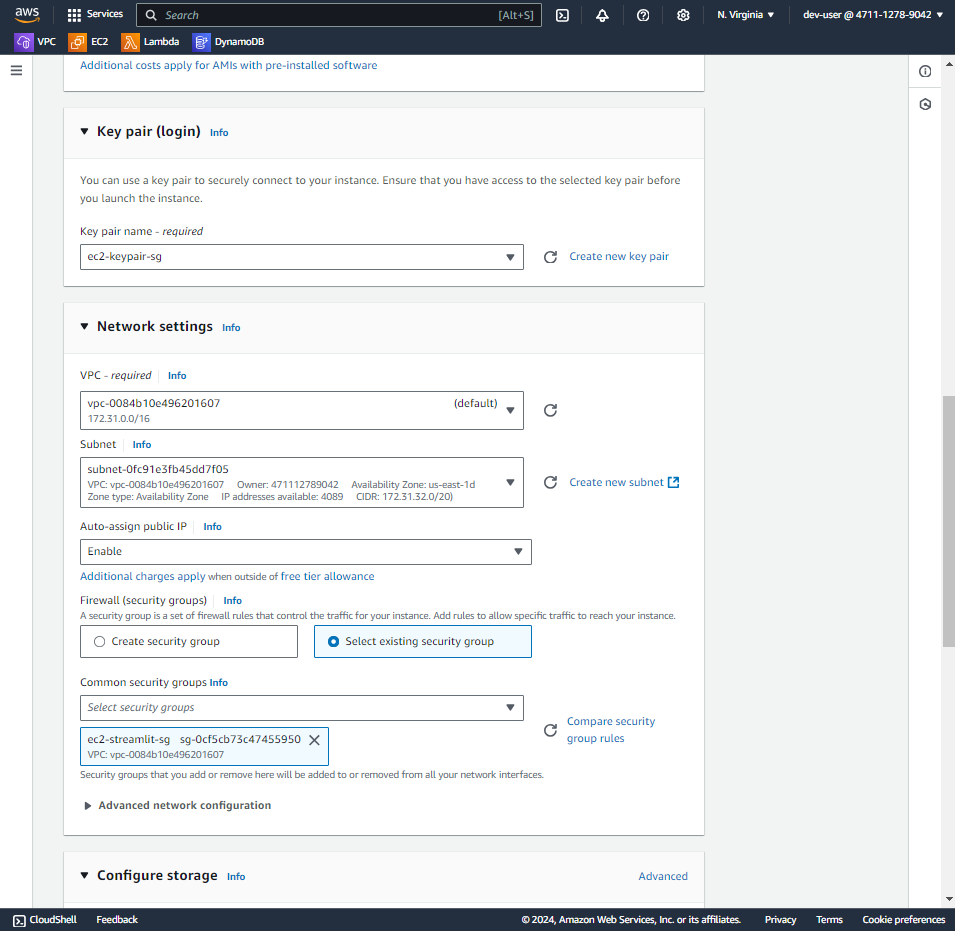 aws
Services
Search
[Alt+S]
N. Virginia
dev-user @ 4711-1278-9042
VPC
EC2
Lambda
DynamoDB
Additional costs apply for AMIs with pre-installed software
Key pair (login) Info
You can use a key pair to securely connect to your instance. Ensure that you have access to the selected key pair before
you launch the instance.
Key pair name - required
ec2-keypair-sg
Create new key pair
Network settings Info
VPC - required Info
vpc-0084b10e496201607 (default)
172.31.0.0/16
Subnet Info
subnet-0fc91e3fb45dd7f05
VPC: vpc-0084b10e496201607 Owner: 471112789042 Availability Zone: us-east-1d
Zone type: Availability Zone IP addresses available: 4089 CIDR: 172.31.32.0/20)
Create new subnet
Auto-assign public IP Info
Enable
Additional charges apply when outside of free tier allowance
Firewall (security groups) Info
A security group is a set of firewall rules that control the traffic for your instance. Add rules to allow specific traffic to reach your instance.
Create security group
Select existing security group
Common security groups Info
Select security groups
Compare security
group rules
ec2-streamlit-sg sg-0cf5cb73c47455950
VPC: vpc-0084b10e496201607
Security groups that you add or remove here will be added to or removed from all your network interfaces.
Advanced network configuration
Configure storage Info
Advanced
CloudShell
Feedback
© 2024, Amazon Web Services, Inc. or its affiliates.
Privacy
Terms
Cookie preferences